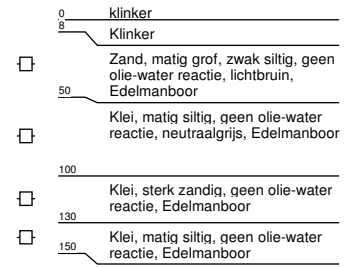 0 klinker
8 Klinker
Zand, matig grof, zwak siltig, geen
olie-water reactie, lichtbruin,
50 Edelmanboor
Klei, matig siltig, geen olie-water
reactie, neutraalgrijs, Edelmanboor
100
Klei, sterk zandig, geen olie-water
reactie, Edelmanboor
130
Klei, matig siltig, geen olie-water
150 reactie, Edelmanboor